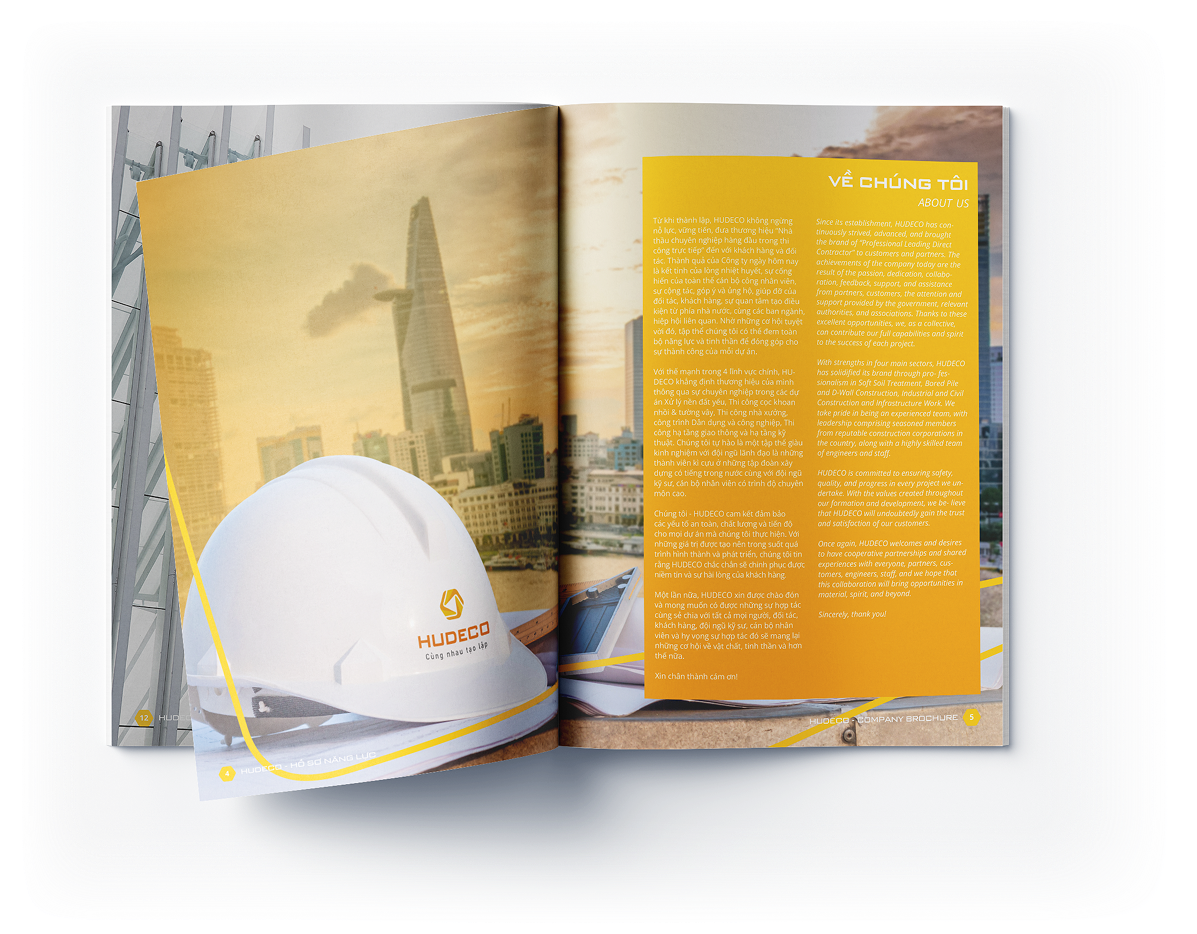 HUDECO
Cùng nhau tạo lập
12
HUDEC
4
HUDECO - HỒ SƠ NĂNG LỰC
VỀ CHÚNG TÔI
ABOUT US
Từ khi thành lập, HUDECO không ngừng
nỗ lực, vững tiến, đưa thương hiệu “Nhà
thầu chuyên nghiệp hàng đầu trong thi
công trực tiếp” đến với khách hàng và đối
tác. Thành quả của Công ty ngày hôm nay
là kết tinh của lòng nhiệt huyết, sự cống
hiến của toàn thể cán bộ công nhân viên,
sự cộng tác, góp ý và ủng hộ, giúp đỡ của
đối tác, khách hàng, sự quan tâm tạo điều
kiện từ phía nhà nước, cùng các ban ngành,
hiệp hội liên quan. Nhờ những cơ hội tuyệt
vời đó, tập thể chúng tôi có thể đem toàn
bộ năng lực và tinh thần để đóng góp cho
sự thành công của mỗi dự án.
Với thế mạnh trong 4 lĩnh vực chính, HU-
DECO khẳng định thương hiệu của mình
thông qua sự chuyên nghiệp trong các dự
án Xử lý nền đất yếu, Thi công cọc khoan
nhồi & tường vây, Thi công nhà xưởng,
công trình Dân dụng và công nghiệp, Thi
công hạ tầng giao thông và hạ tầng kỹ
thuật. Chúng tôi tự hào là một tập thể giàu
kinh nghiệm với đội ngũ lãnh đạo là những
thành viên kì cựu ở những tập đoàn xây
dựng có tiếng trong nước cùng với đội ngũ
kỹ sư, cán bộ nhân viên có trình độ chuyên
môn cao.
Chúng tôi - HUDECO cam kết đảm bảo
các yếu tố an toàn, chất lượng và tiến độ
cho mọi dự án mà chúng tôi thực hiện. Với
những giá trị được tạo nên trong suốt quá
trình hình thành và phát triển, chúng tôi tin
rằng HUDECO chắc chắn sẽ chinh phục được
niềm tin và sự hài lòng của khách hàng.
Một lần nữa, HUDECO xin được chào đón
và mong muốn có được những sự hợp tác
cùng sẻ chia với tất cả mọi người, đối tác,
khách hàng, đội ngũ kỹ sư, cán bộ nhân
viên và hy vọng sự hợp tác đó sẽ mang lại
những cơ hội về vật chất, tinh thần và hơn
thế nữa.
Xin chân thành cảm ơn!
Since its establishment, HUDECO has con-
tinuously strived, advanced, and brought
the brand of “Professional Leading Direct
Contractor” to customers and partners. The
achievements of the company today are the
result of the passion, dedication, collabo-
ration, feedback, support, and assistance
from partners, customers, the attention and
support provided by the government, relevant
authorities, and associations. Thanks to these
excellent opportunities, we, as a collective,
can contribute our full capabilities and spirit
to the success of each project.
With strengths in four main sectors, HUDECO
has solidified its brand through pro- fes-
sionalism in Soft Soil Treatment, Bored Pile
and D-Wall Construction, Industrial and Civil
Construction and Infrastructure Work. We
take pride in being an experienced team, with
leadership comprising seasoned members
from reputable construction corporations in
the country, along with a highly skilled team
of engineers and staff.
HUDECO is committed to ensuring safety,
quality, and progress in every project we un-
dertake. With the values created throughout
our formation and development, we be- lieve
that HUDECO will undoubtedly gain the trust
and satisfaction of our customers.
Once again, HUDECO welcomes and desires
to have cooperative partnerships and shared
experiences with everyone, partners, cus-
tomers, engineers, staff, and we hope that
this collaboration will bring opportunities in
material, spirit, and beyond.
Sincerely, thank you!
HUDECO - COMPANY BROCHURE
5